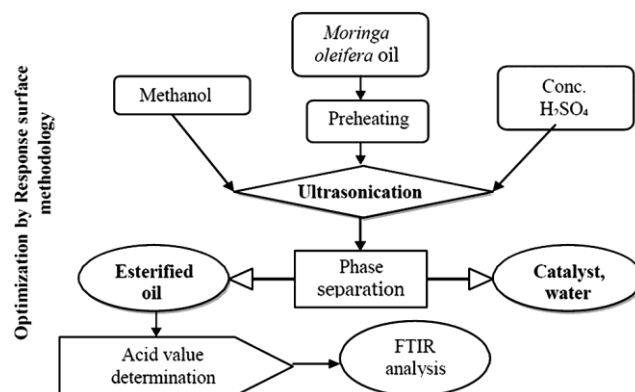 Optimization by Response surface
methodology
Moringa
oleifera oil
Methanol
Conc.
H₂SO₄
Preheating
Ultrasonication
Esterified
oil
Phase
separation
Catalyst,
water
Acid value
determination
FTIR
analysis